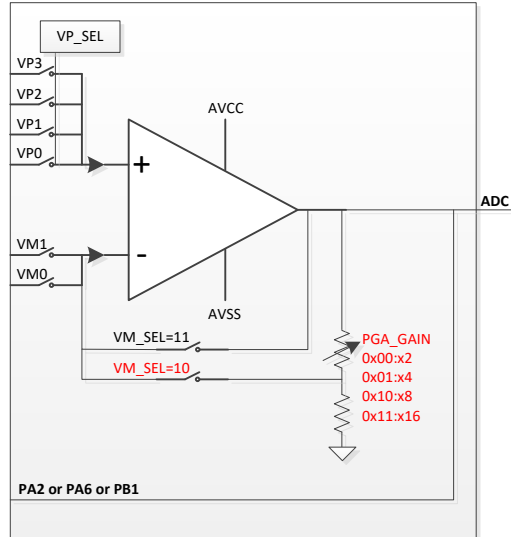 VP_SEL
VP3
VP2
VP1
VP0
AVCC
+
ADC
VM1
VM0
-
AVSS
VM_SEL=11
VM_SEL=10
PGA_GAIN
0x00:x2
0x01:x4
0x10:x8
0x11:x16
PA2 or PA6 or PB1